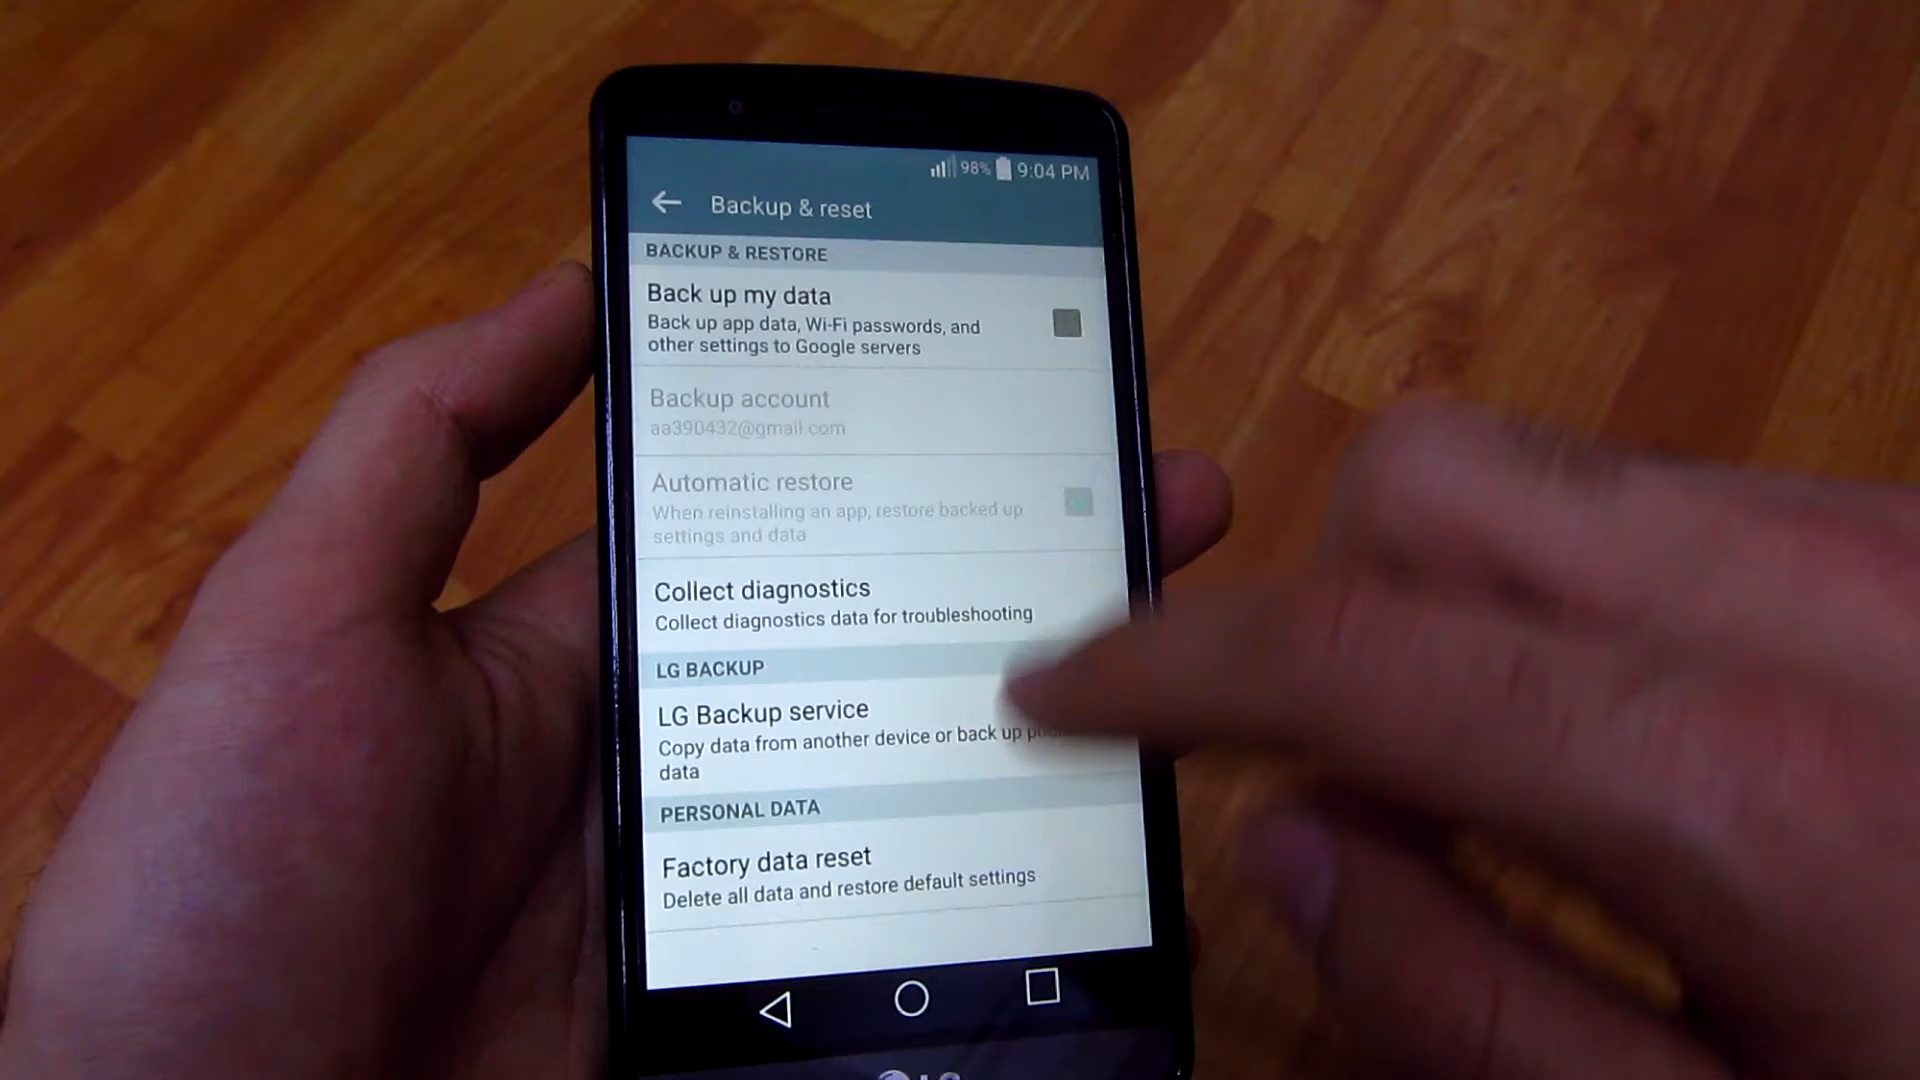 98% 9:04 PM
Backup & reset
BACKUP & RESTORE
Back up my data
Back up app data, Wi-Fi passwords, and
other settings to Google servers
Backup account
aa390432@gmail.com
Automatic restore
When reinstalling an app, restore backed up
settings and data
Collect diagnostics
Collect diagnostics data for troubleshooting
LG BACKUP
LG Backup service
Copy data from another device or back up
data
PERSONAL DATA
Factory data reset
Delete all data and restore default settings